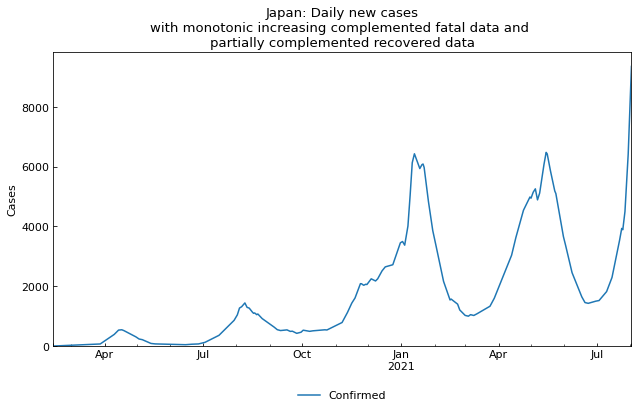 Japan: Daily new cases
with monotonic increasing complemented fatal data and
partially complemented recovered data
8000
6000
4000
2000
0
Cases
Apr
Jul
Oct
Jan
2021
Apr
Jul
Confirmed